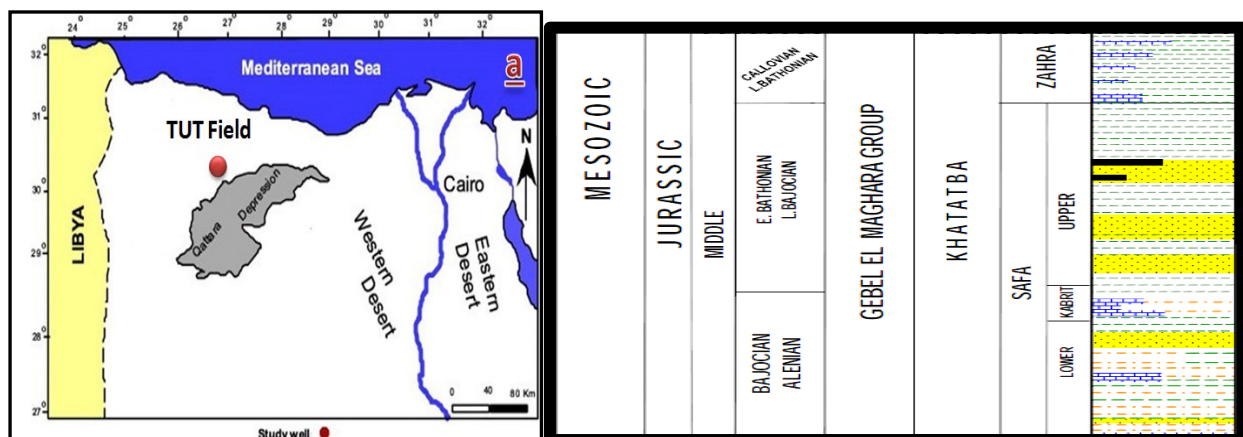 24° 25° 26° 27° 28° 29° 30° 31° 32°
32°
31°
30°
29°
28°
27°
Mediterranean Sea
a
TUT Field
N
Cairo
LIBYA
Qattara Depression
Western
Desert
Eastern
Desert
0 40 80 Km
Study well
MESOZOIC
JURASSIC
MIDDLE
CALLOVIAN
L.BATHONIAN
E. BATHONIAN
L.BAJOCIAN
BAJOCIAN
ALENIAN
GEBEL EL MAGHARA GROUP
KHATATBA
ZAHRA
SAFA
UPPER
KABRIT
LOWER